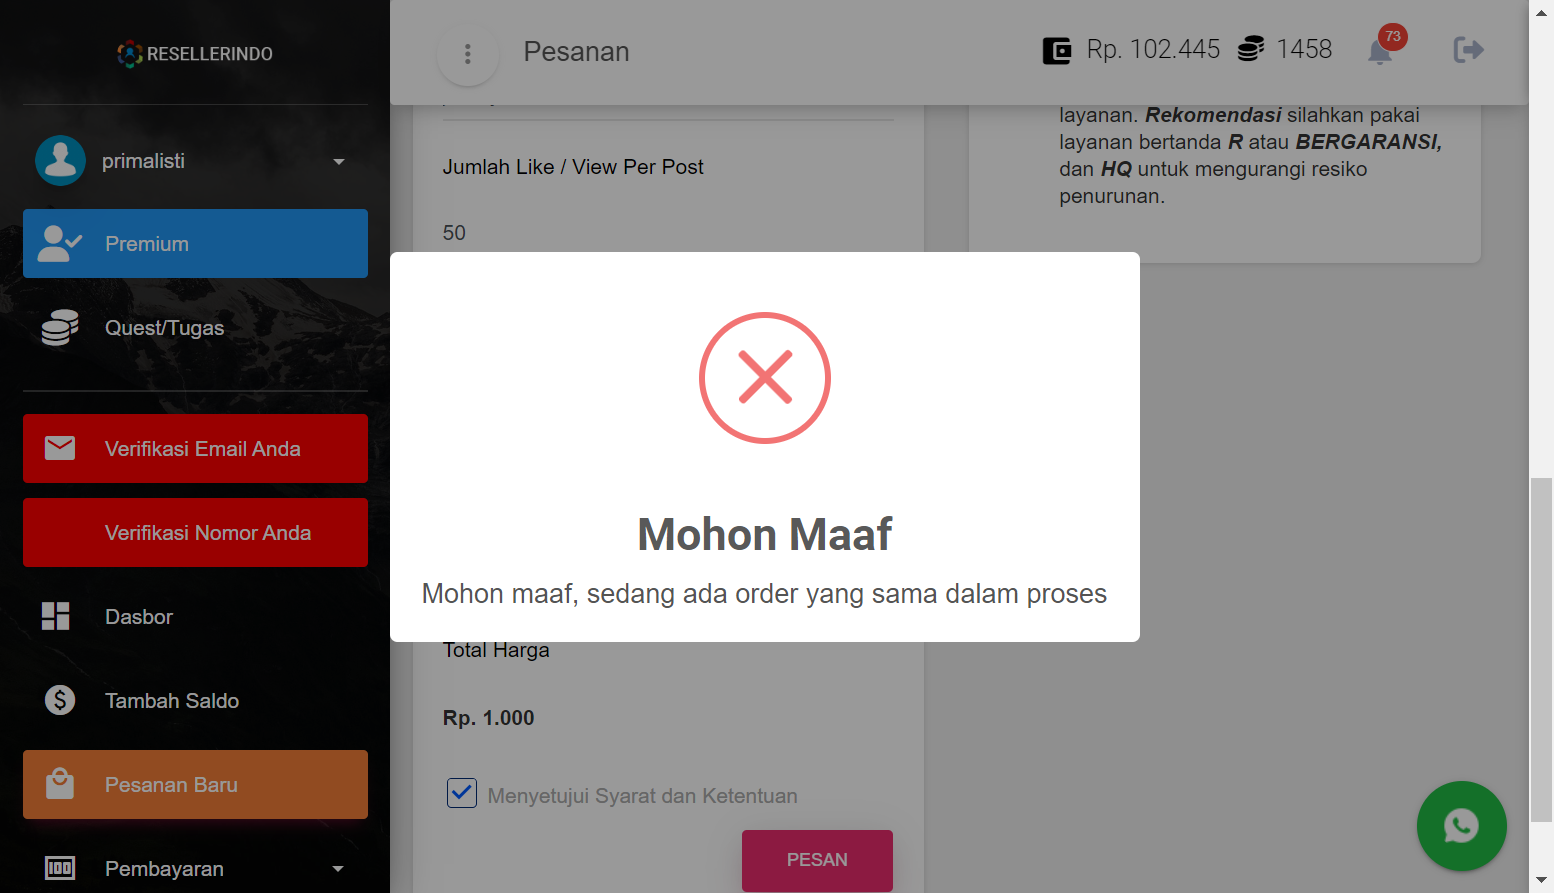 RESELLERINDO
primalisti
Premium
Quest/Tugas
Verifikasi Email Anda
Verifikasi Nomor Anda
Dasbor
Tambah Saldo
Pesanan Baru
Pembayaran
Pesanan
Rp. 102.445
1458
73
Jumlah Like / View Per Post
50
layanan. Rekomendasi silahkan pakai
layanan bertanda R atau BERGARANSI,
dan HQ untuk mengurangi resiko
penurunan.
Mohon Maaf
Mohon maaf, sedang ada order yang sama dalam proses
Total Harga
Rp. 1.000
Menyetujui Syarat dan Ketentuan
PESAN